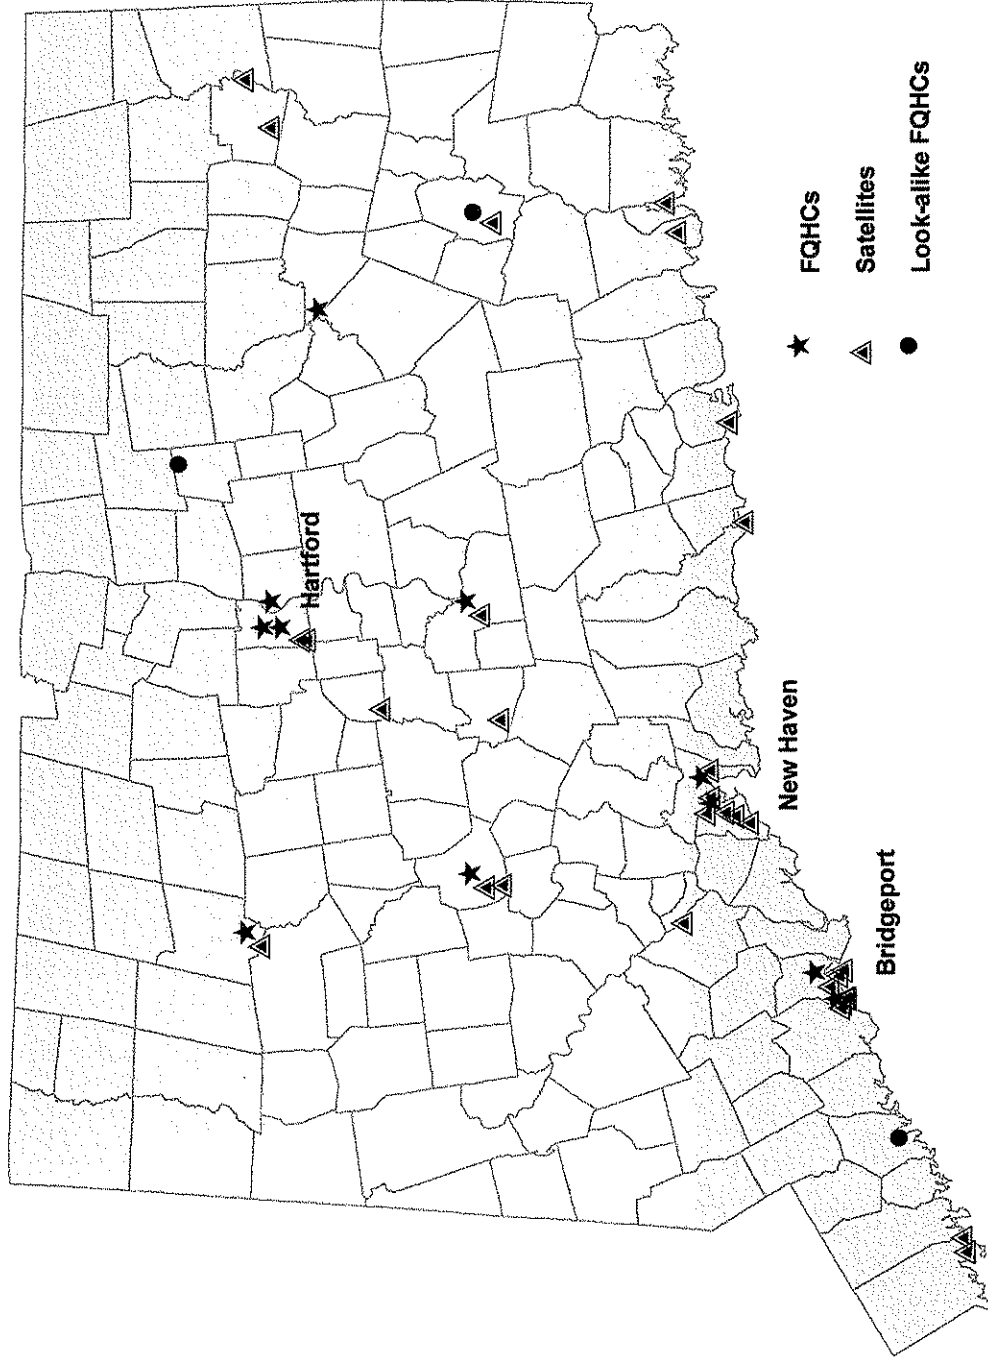 Hartford
New Haven
Bridgeport
FQHCs
Satellites
Look-alike FQHCs